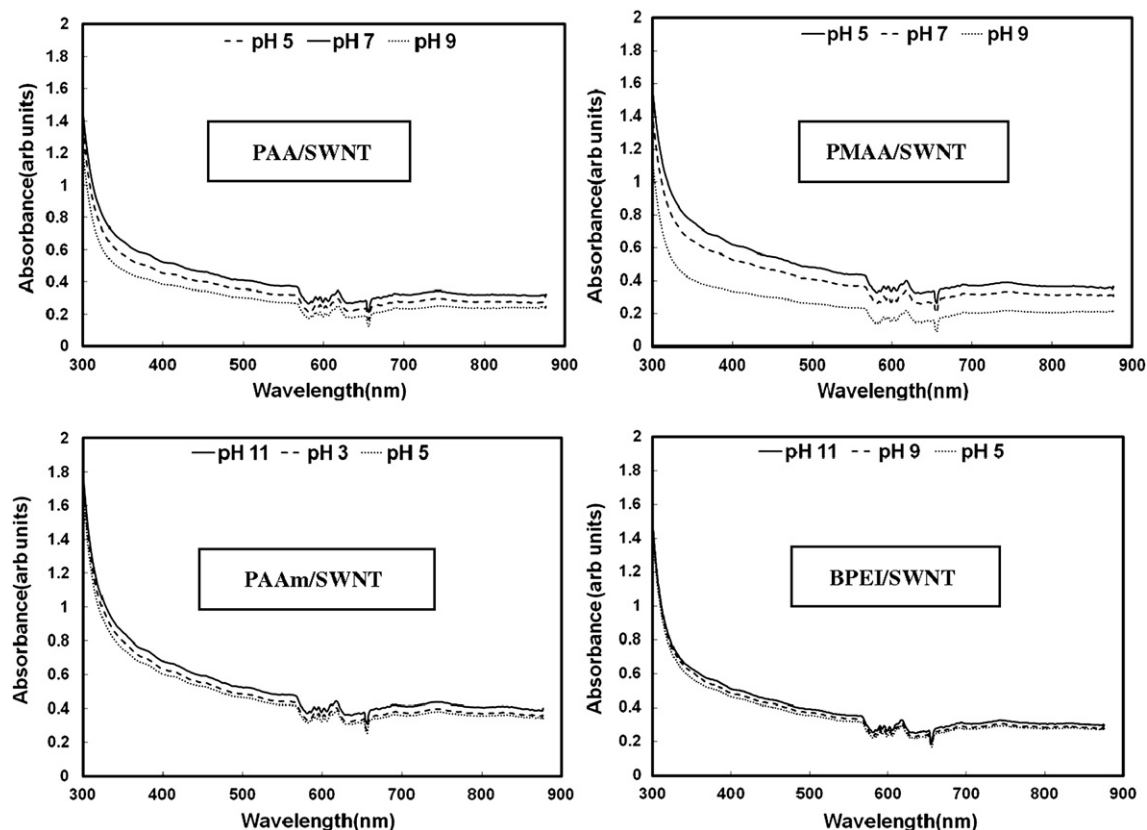 pH 5 pH 7 pH 9
PAA/SWNT
Absorbance(arb units)
2
1.8
1.6
1.4
1.2
1
0.8
0.6
0.4
0.2
0
300 400 500 600 700 800 900
Wavelength(nm)
pH 5 pH 7 pH 9
PMAA/SWNT
Absorbance(arb units)
2
1.8
1.6
1.4
1.2
1
0.8
0.6
0.4
0.2
0
300 400 500 600 700 800 900
Wavelength(nm)
pH 11 pH 3 pH 5
PAAm/SWNT
Absorbance(arb units)
2
1.8
1.6
1.4
1.2
1
0.8
0.6
0.4
0.2
0
300 400 500 600 700 800 900
Wavelength(nm)
pH 11 pH 9 pH 5
BPEI/SWNT
Absorbance(arb units)
2
1.8
1.6
1.4
1.2
1
0.8
0.6
0.4
0.2
0
300 400 500 600 700 800 900
Wavelength(nm)